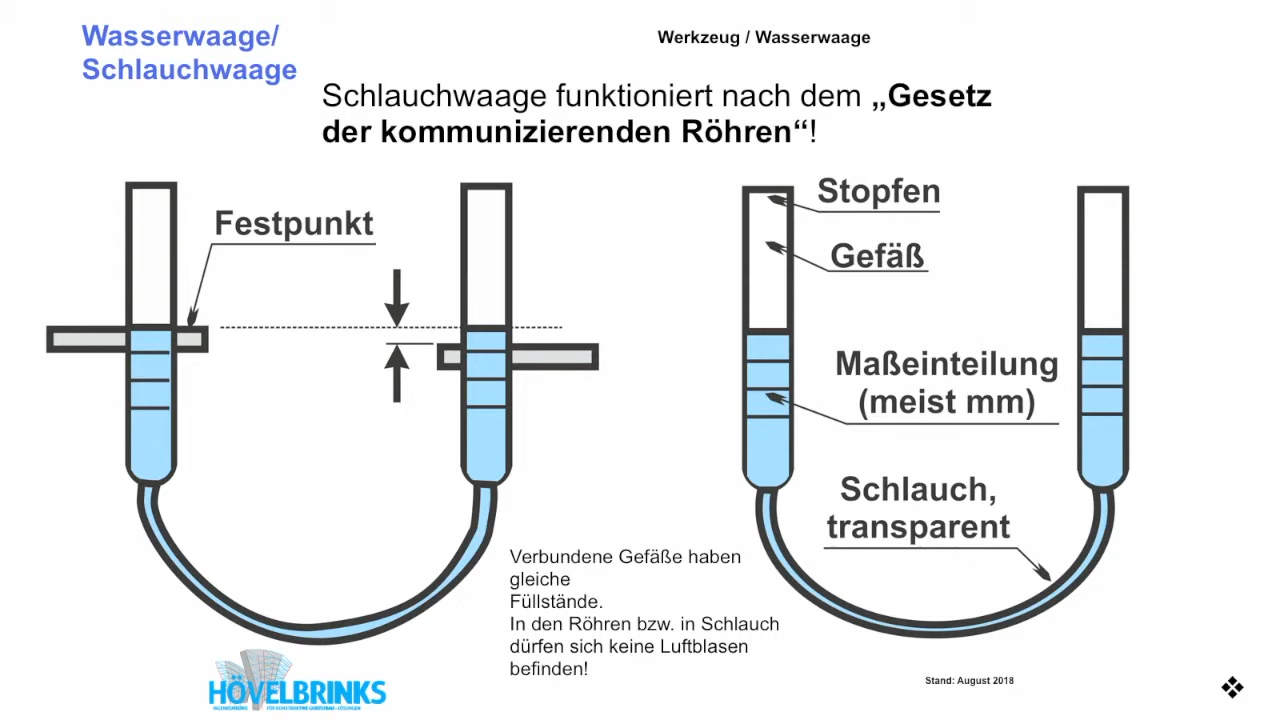 Wasserwaage/
Schlauchwaage
Werkzeug / Wasserwaage
Schlauchwaage funktioniert nach dem „Gesetz
der kommunizierenden Röhren“!
Festpunkt
Stopfen
Gefäß
Maßeinteilung
(meist mm)
Schlauch,
transparent
Verbundene Gefäße haben
gleiche
Füllstände.
In den Röhren bzw. in Schlauch
dürfen sich keine Luftblasen
befinden!
HÖVELBRINKS
Stand: August 2018